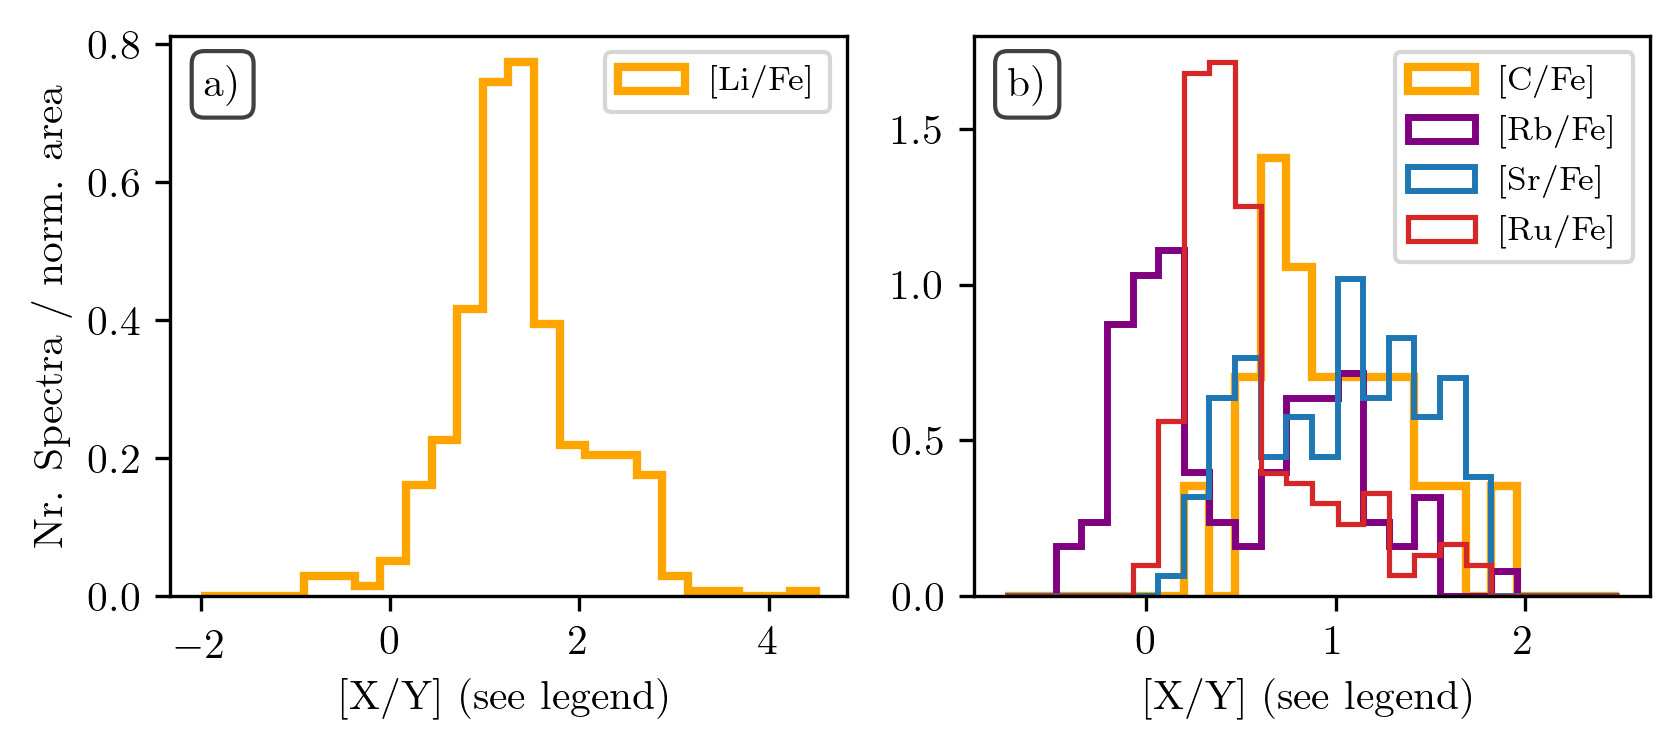 a)
[Li/Fe]
Nr. Spectra / norm. area
0.8
0.6
0.4
0.2
0.0
−2 0 2 4
[X/Y] (see legend)
b)
[C/Fe]
[Rb/Fe]
[Sr/Fe]
[Ru/Fe]
1.5
1.0
0.5
0.0
0 1 2
[X/Y] (see legend)